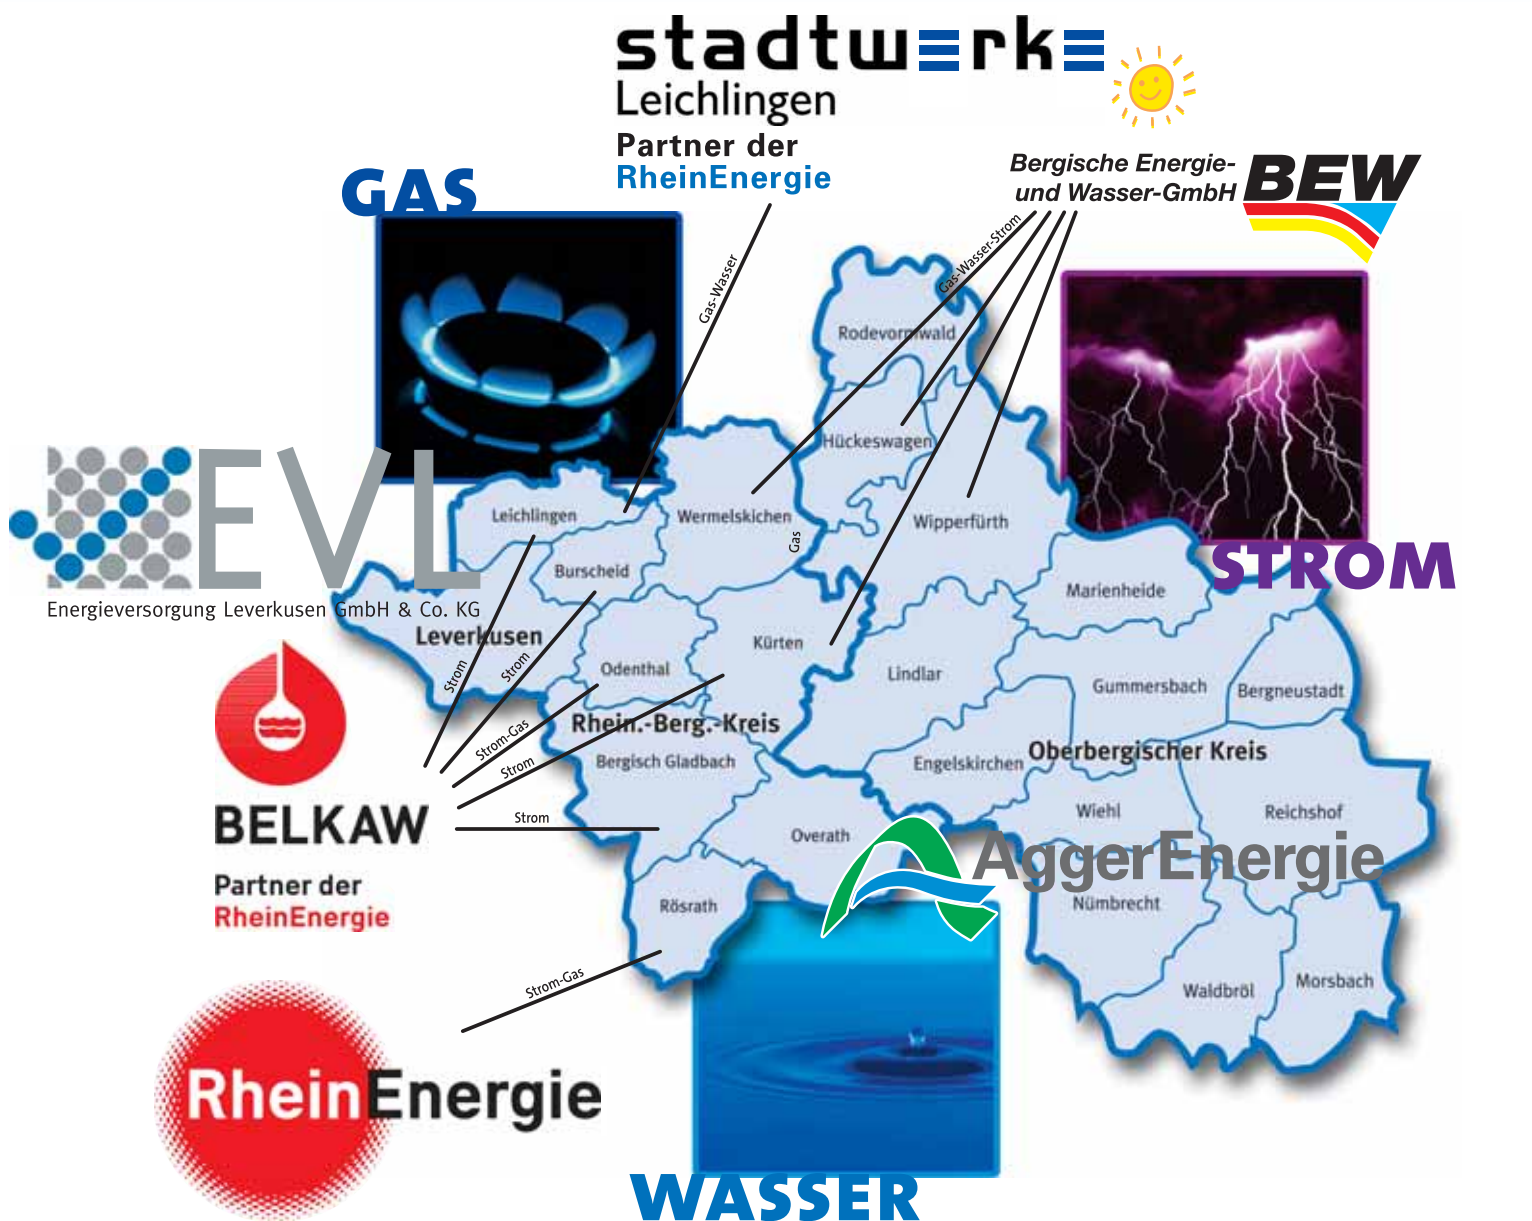 stadtwerke
Leichlingen
Partner der
RheinEnergie
Bergische Energie-
und Wasser-GmbH
BEW
GAS
Gas-Wasser
Gas-Wasser-Strom
Rodevormwald
Hückeswagen
Wipperfürth
Wermelskichen
Gas
Leichlingen
Burscheid
STROM
Marienheide
EVL
Energieversorgung Leverkusen GmbH & Co. KG
Leverkusen
Kürten
Odenthal
Lindlar
Gummersbach
Bergneustadt
Strom
Strom
Strom-Gas
Strom
Strom
Rhein.-Berg.-Kreis
Bergisch Gladbach
Oberbergischer Kreis
Engelskirchen
Wiehl
Reichshof
Overath
BELKAW
Partner der
RheinEnergie
AggerEnergie
Rösrath
Nümbrecht
Waldbröl
Morsbach
Strom-Gas
RheinEnergie
WASSER